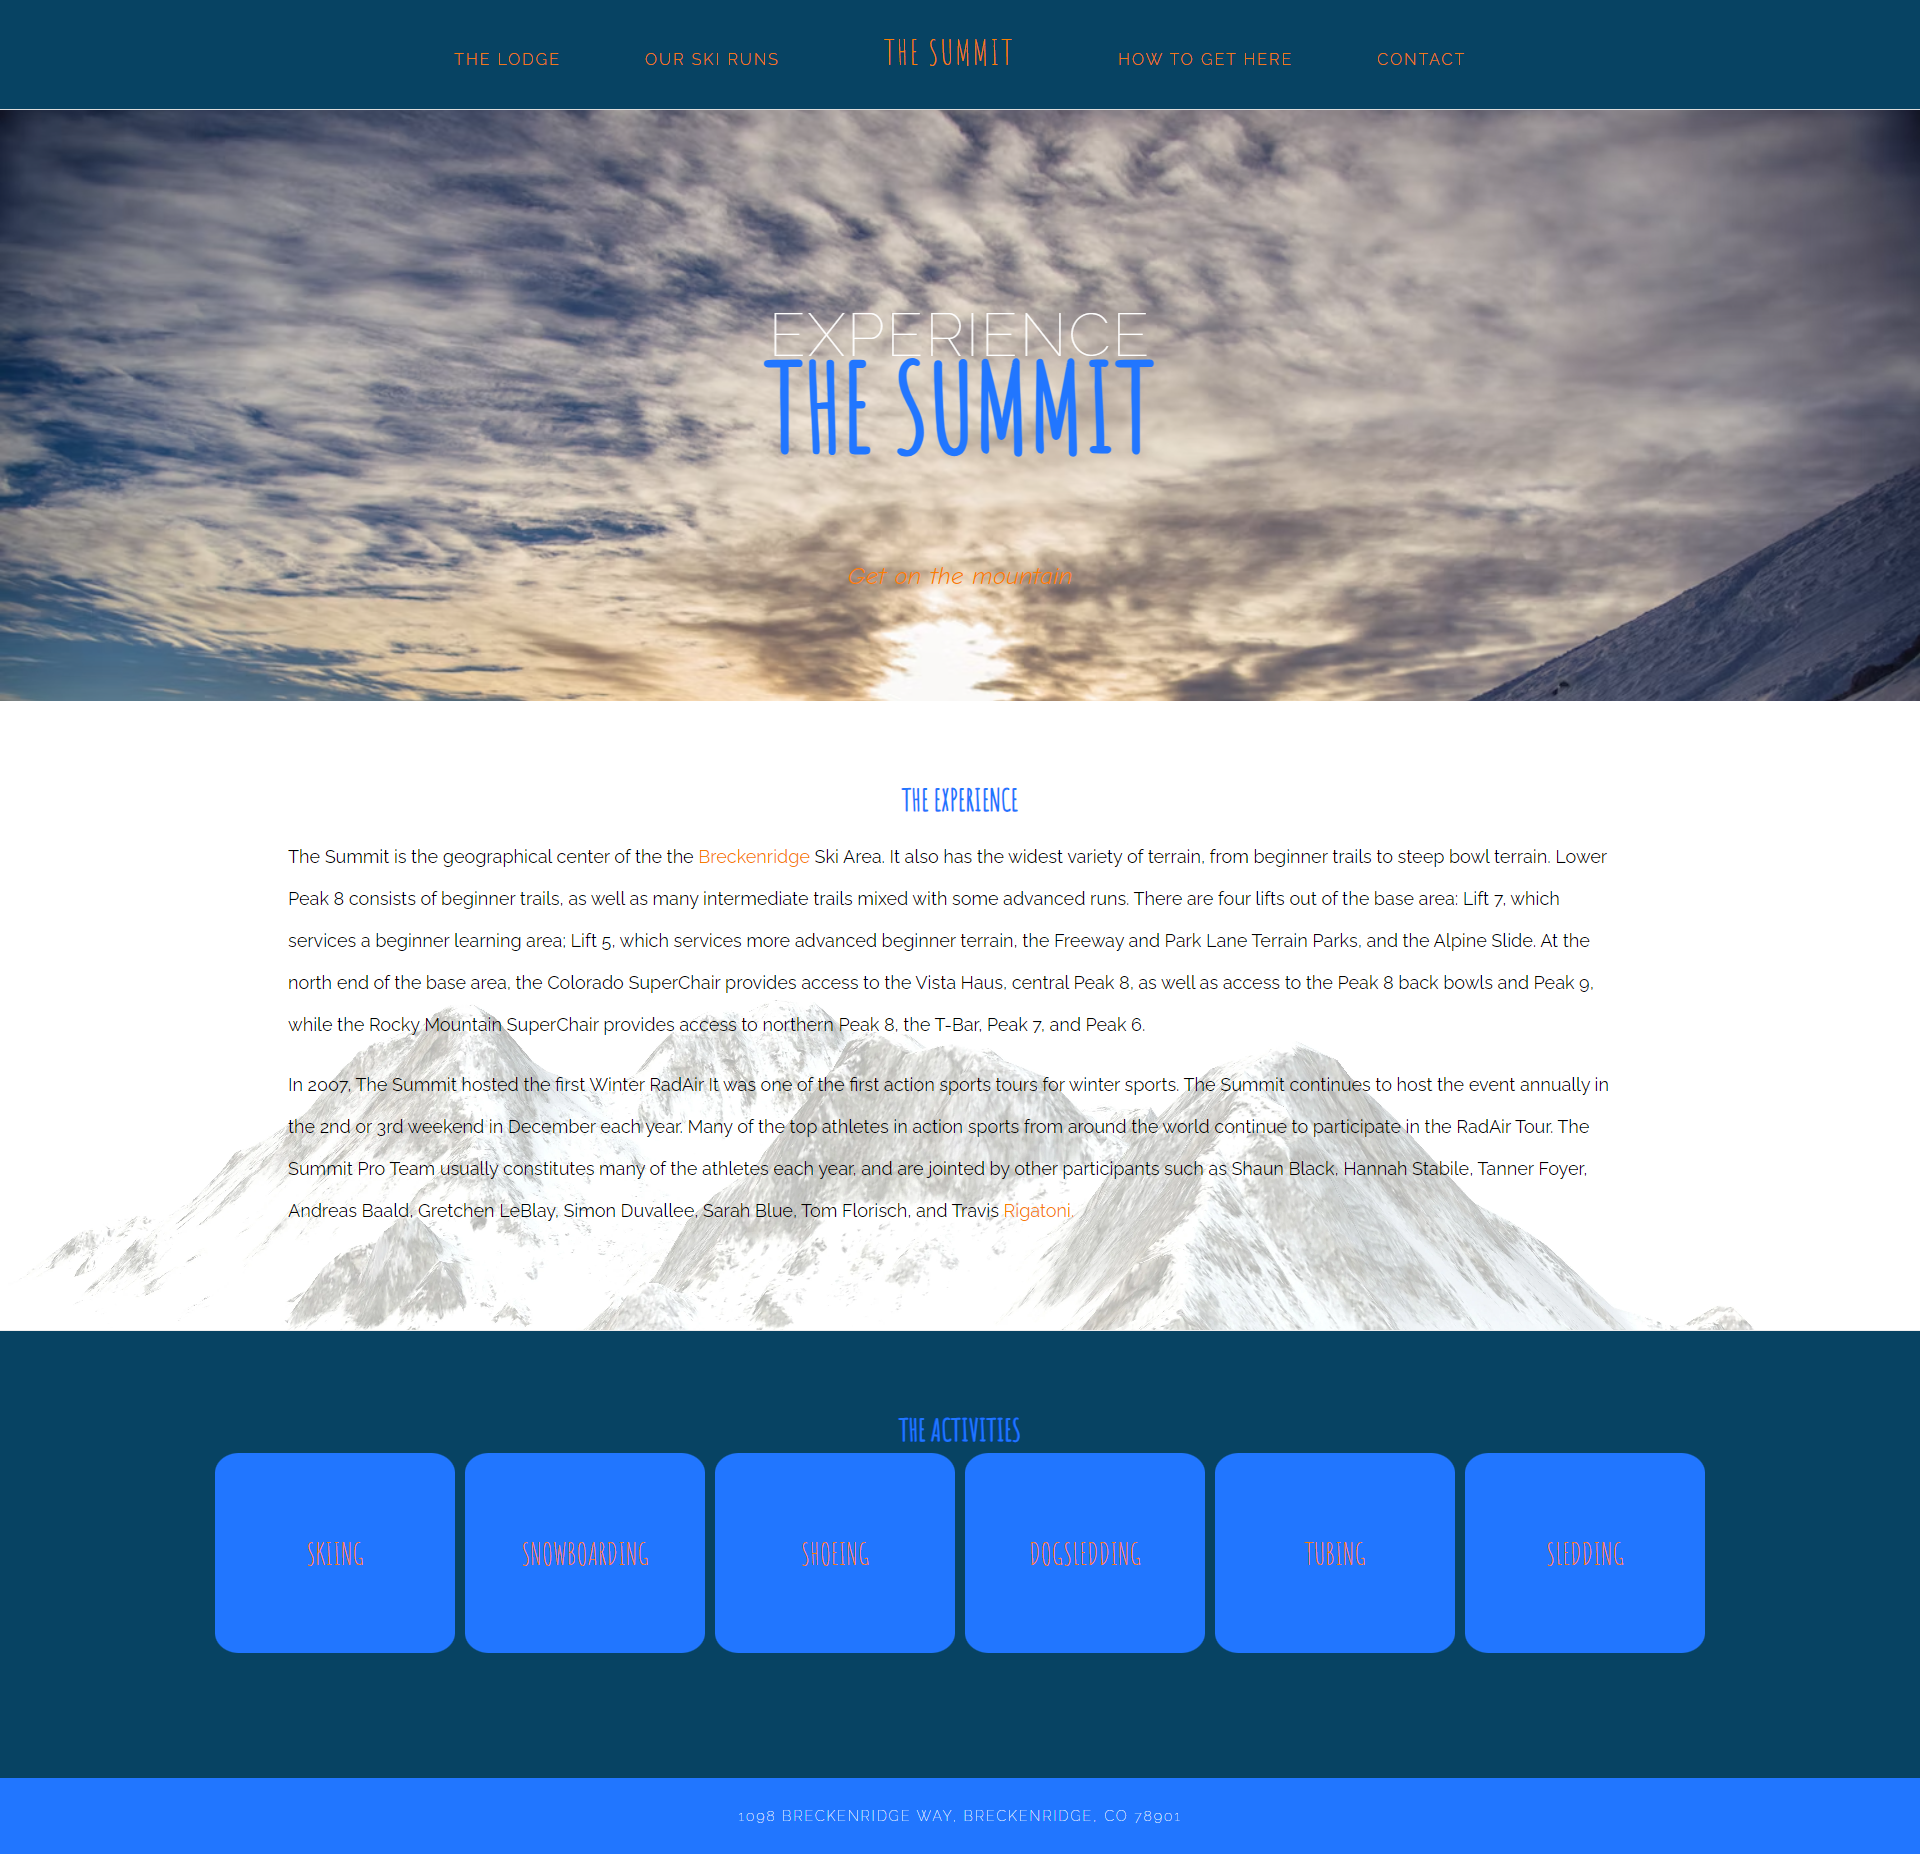 THE LODGE
OUR SKI RUNS
THE SUMMIT
HOW TO GET HERE
CONTACT
EXPERIENCE
THE SUMMIT
Get on the mountain
THE EXPERIENCE
The Summit is the geographical center of the the Breckenridge Ski Area. It also has the widest variety of terrain, from beginner trails to steep bowl terrain. Lower
Peak 8 consists of beginner trails, as well as many intermediate trails mixed with some advanced runs. There are four lifts out of the base area: Lift 7, which
services a beginner learning area; Lift 5, which services more advanced beginner terrain, the Freeway and Park Lane Terrain Parks, and the Alpine Slide. At the
north end of the base area, the Colorado SuperChair provides access to the Vista Haus, central Peak 8, as well as access to the Peak 8 back bowls and Peak 9,
while the Rocky Mountain SuperChair provides access to northern Peak 8, the T-Bar, Peak 7, and Peak 6.
In 2007, The Summit hosted the first Winter RadAir It was one of the first action sports tours for winter sports. The Summit continues to host the event annually in
the 2nd or 3rd weekend in December each year. Many of the top athletes in action sports from around the world continue to participate in the RadAir Tour. The
Summit Pro Team usually constitutes many of the athletes each year, and are jointed by other participants such as Shaun Black, Hannah Stabile, Tanner Foyer,
Andreas Baald, Gretchen LeBlay, Simon Duvallee, Sarah Blue, Tom Florisch, and Travis Rigatoni.
THE ACTIVITIES
SKIING
SNOWBOARDING
SHOEING
DOGSLEDDING
TUBING
SLEDDING
1098 BRECKENRIDGE WAY, BRECKENRIDGE, CO 78901